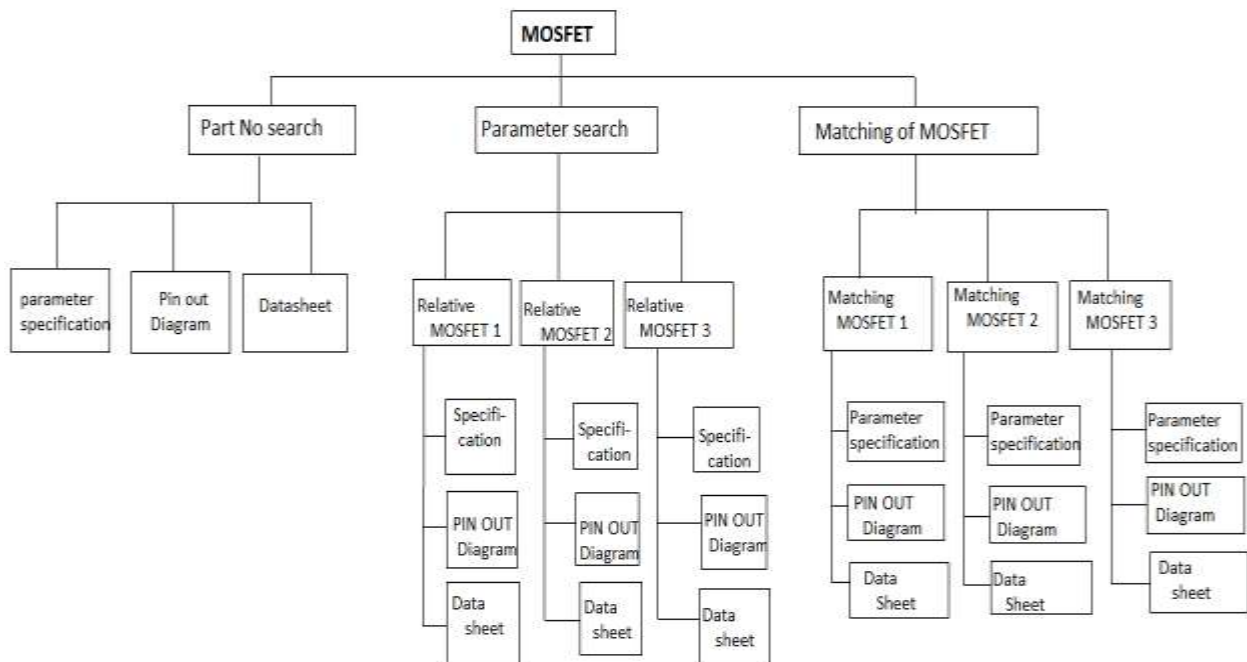 MOSFET
Part No search
Parameter search
Matching of MOSFET
parameter
specification
Pin out
Diagram
Datasheet
Relative
MOSFET 1
Relative
MOSFET 2
Relative
MOSFET 3
Matching
MOSFET 1
Matching
MOSFET 2
Matching
MOSFET 3
Specifi-
cation
Specifi-
cation
Specifi-
cation
Parameter
specification
Parameter
specification
Parameter
specification
PIN OUT
Diagram
PIN OUT
Diagram
PIN OUT
Diagram
PIN OUT
Diagram
PIN OUT
Diagram
PIN OUT
Diagram
Data
sheet
Data
sheet
Data
sheet
Data
Sheet
Data
Sheet
Data
sheet